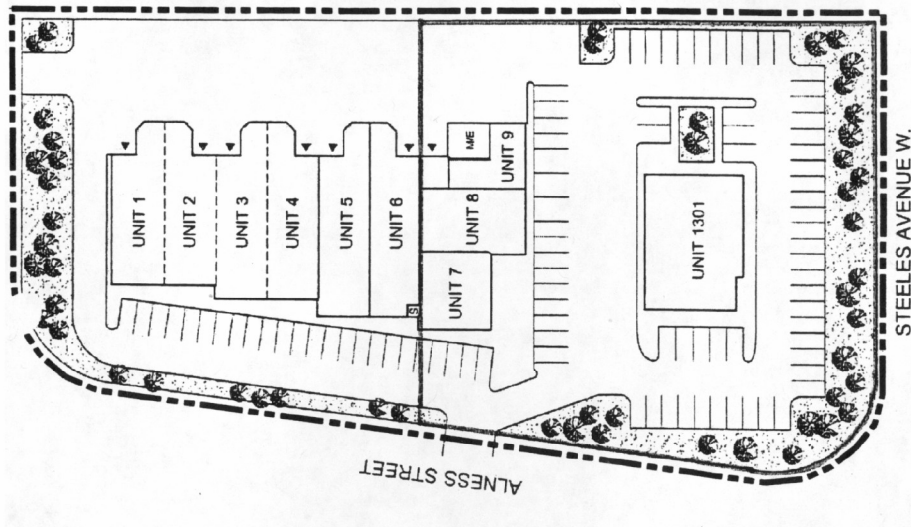 UNIT 1
UNIT 2
UNIT 3
UNIT 4
UNIT 5
UNIT 6
S
UNIT 7
UNIT 8
M/E
UNIT 9
UNIT 1301
ALNESS STREET
STEELES AVENUE W.